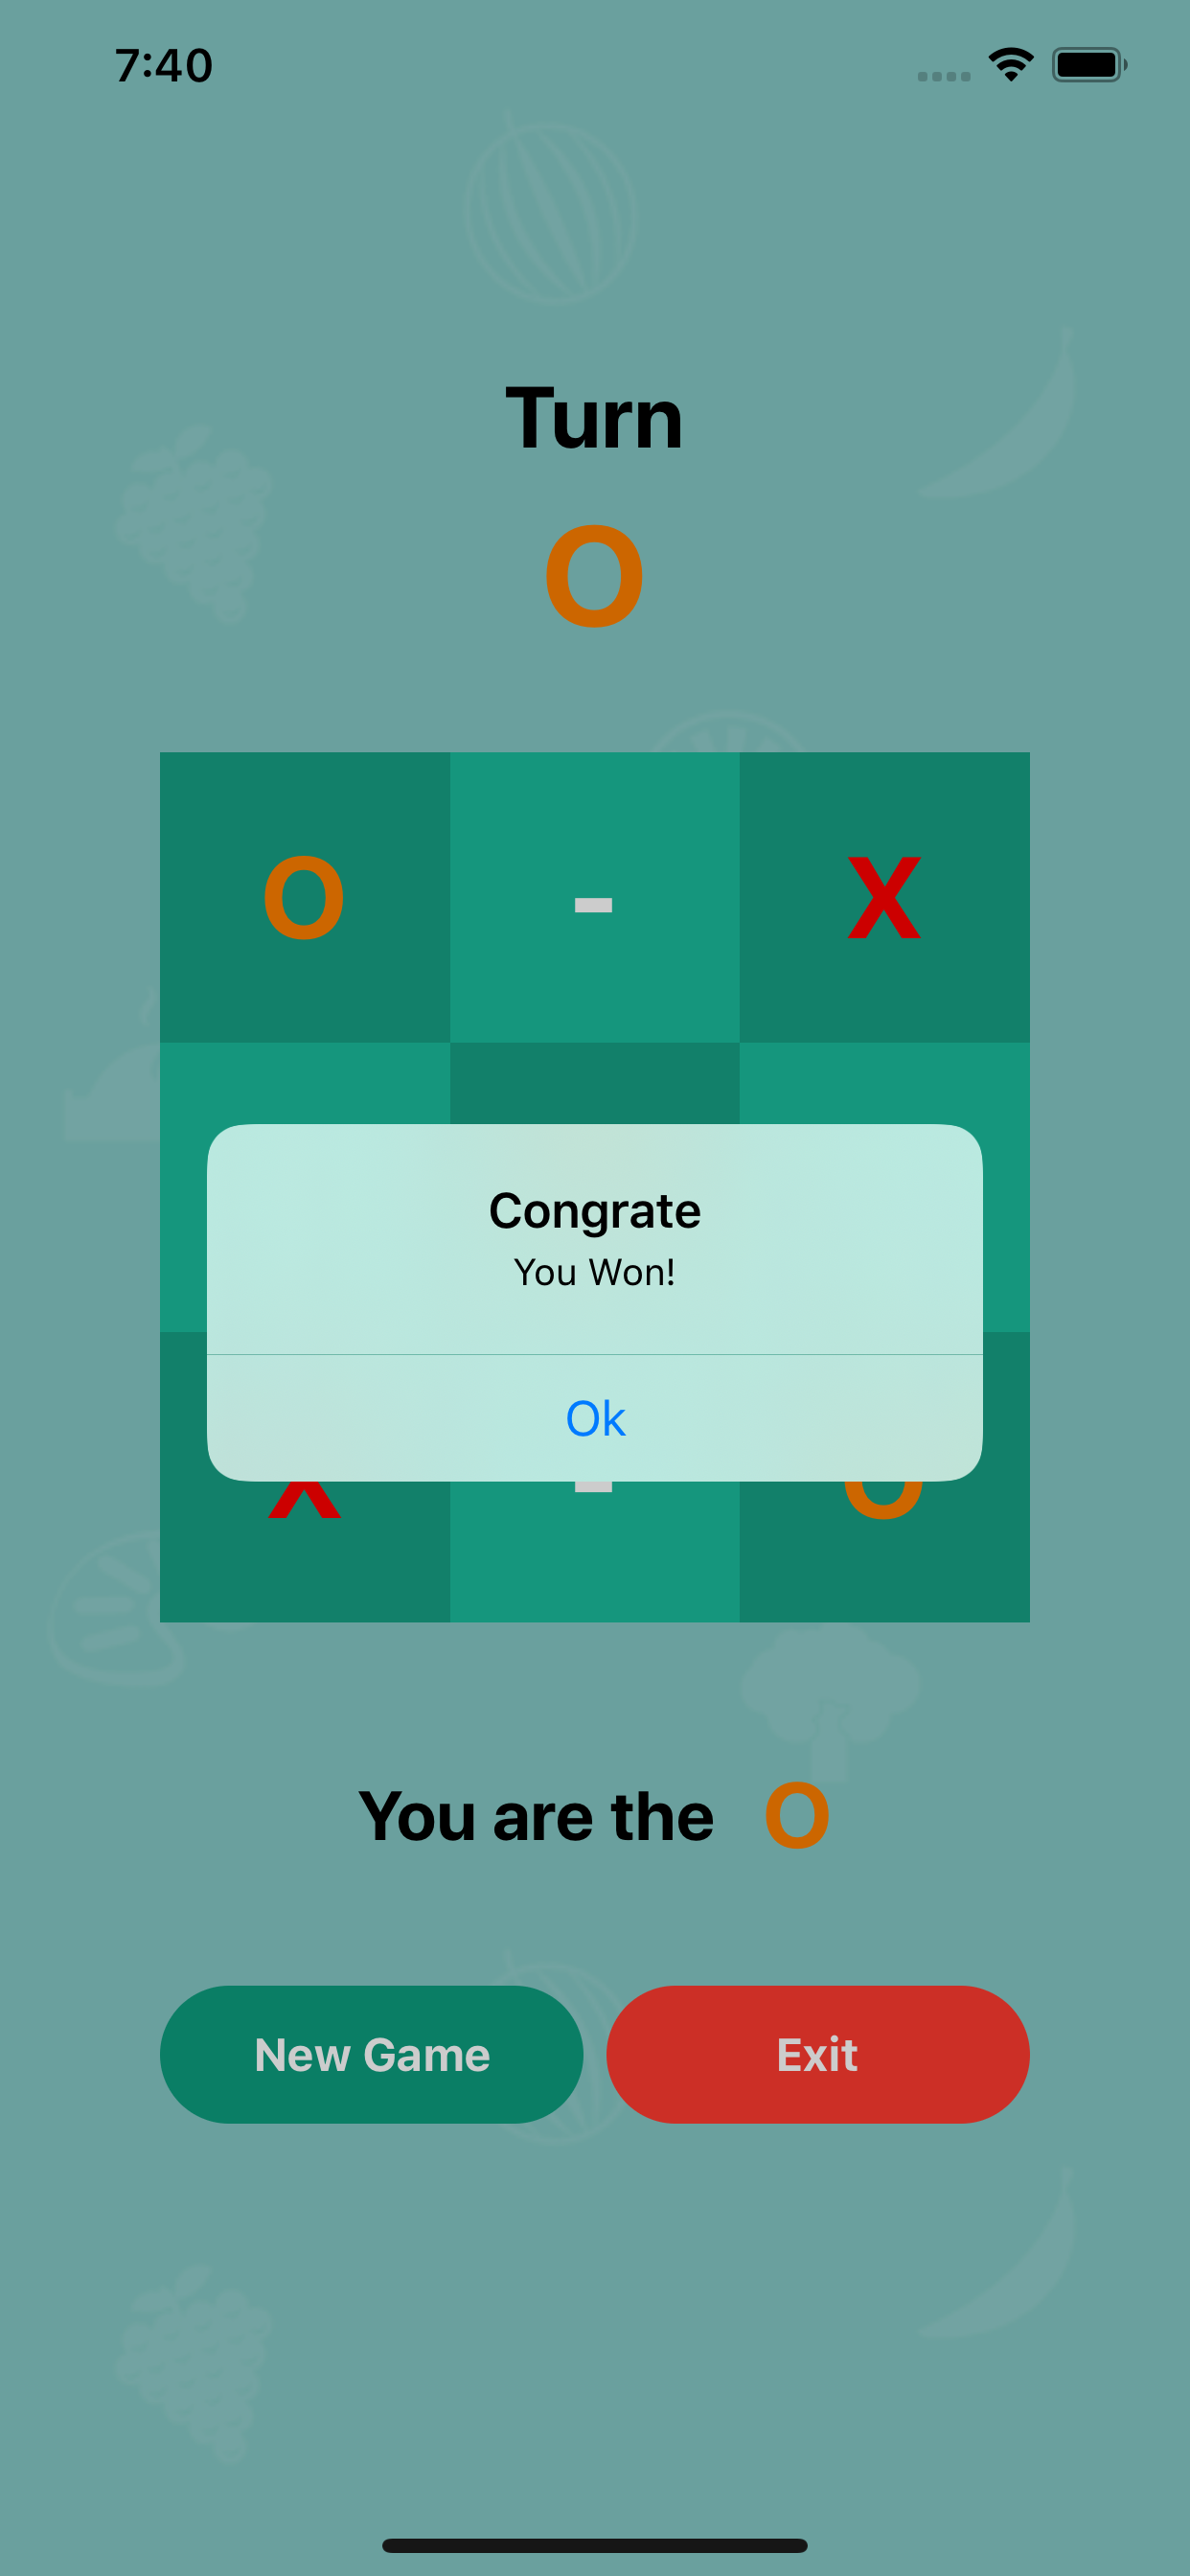 7:40
Turn
O
O - X
Congrate
You Won!
Ok
X - O
You are the O
New Game Exit